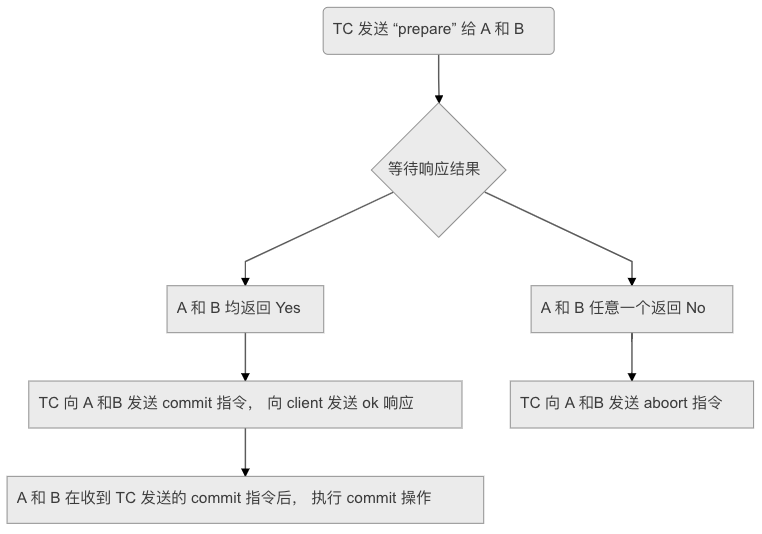 TC 发送 “prepare” 给 A 和 B
等待响应结果
A 和 B 均返回 Yes
A 和 B 任意一个返回 No
TC 向 A 和B 发送 commit 指令， 向 client 发送 ok 响应
TC 向 A 和B 发送 aboort 指令
A 和 B 在收到 TC 发送的 commit 指令后， 执行 commit 操作